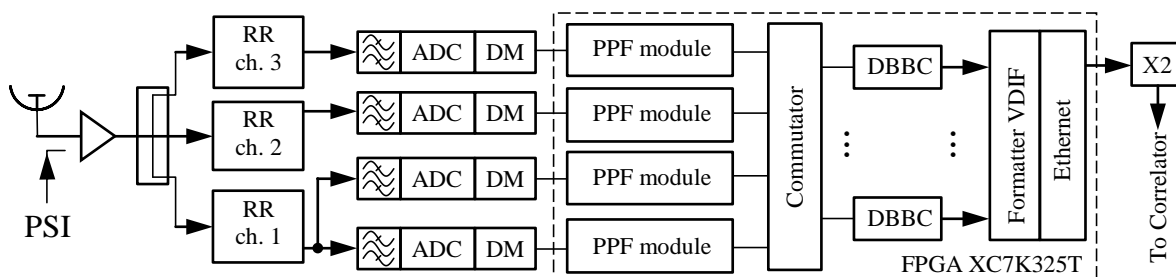 PSI
RR
ch. 3
RR
ch. 2
RR
ch. 1
ADC
DM
ADC
DM
ADC
DM
ADC
DM
PPF module
PPF module
PPF module
PPF module
Commutator
DBBC
...
...
DBBC
Formatter VDIF
Ethernet
FPGA XC7K325T
X2
To Correlator